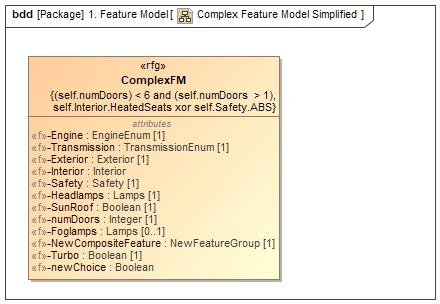 bdd [Package] 1. Feature Model [ Complex Feature Model Simplified ]
«rfg»
ComplexFM
{(self.numDoors) < 6 and (self.numDoors > 1),
self.Interior.HeatedSeats xor self.Safety.ABS}
attributes
«f»-Engine : EngineEnum [1]
«f»-Transmission : TransmissionEnum [1]
«f»-Exterior : Exterior [1]
«f»-Interior : Interior
«f»-Safety : Safety [1]
«f»-Headlamps : Lamps [1]
«f»-SunRoof : Boolean [1]
«f»-numDoors : Integer [1]
«f»-Foglamps : Lamps [0..1]
«f»-NewCompositeFeature : NewFeatureGroup [1]
«f»-Turbo : Boolean [1]
«f»-newChoice : Boolean